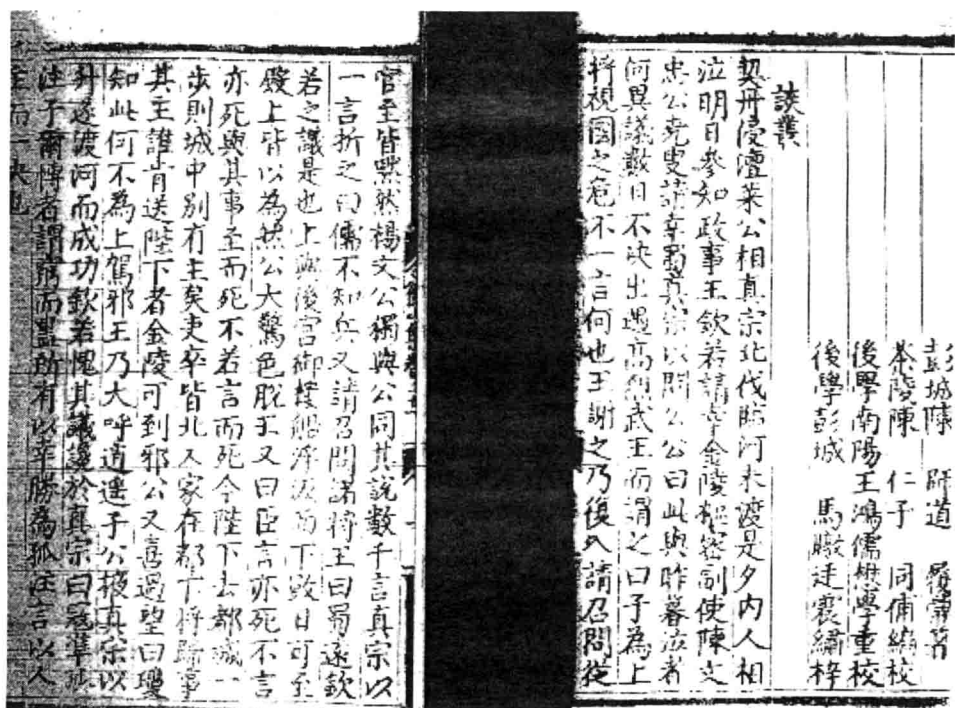 彭城陳 師道 履常著
茶陵陳 仁子 同俌編校
後學南陽王鴻儒懋學重校
後學彭城 馬暾廷震繡梓
談叢
契丹侵澶萊公相真宗北伐臨河未渡是夕內人相
泣明日參知政事王欽若請幸金陵樞密副使陳文
忠公堯叟請幸蜀真宗以問公公曰此與昨暮泣者
何異議數日不決出遇高烈武王而謂之曰子為上
將視國之危不一言何也王謝之乃復入請召問從
官至皆默然楊文公獨與公同其說數千言真宗以
一言折之曰儒不知兵又請召問諸將王曰蜀遠欽
若之議是也上與後宮御樓船浮汳而下數日可至
殿上皆以為然公大驚色脫王又曰臣言亦死不言
亦死與其事至而死不若言而死今陛下去都城一
步則城中別有主矣吏卒皆北人家在都下將歸事
其主誰肯送陛下者金陵可到邪公又喜過望曰瓊
知此何不為上駕邪王乃大呼逍遙子公掖真宗以
升遂渡河而成功欽若愧其議讒於真宗曰寇準孤
注子爾博者謂窮而盡所有以幸勝為孤注言以人
主而一決也